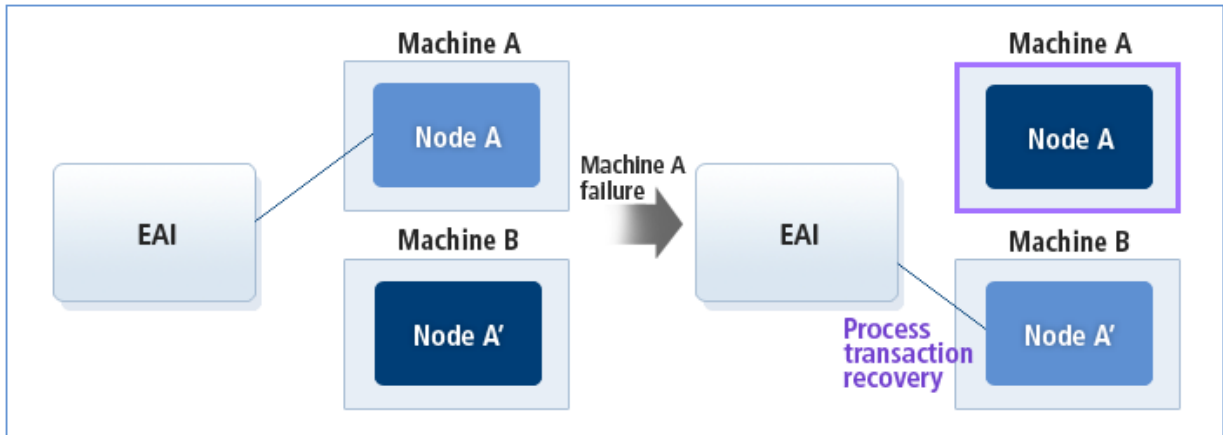 Machine A
Node A
EAI
Machine B
Node A’
Machine A
failure
Machine A
Node A
EAI
Machine B
Node A’
Process
transaction
recovery